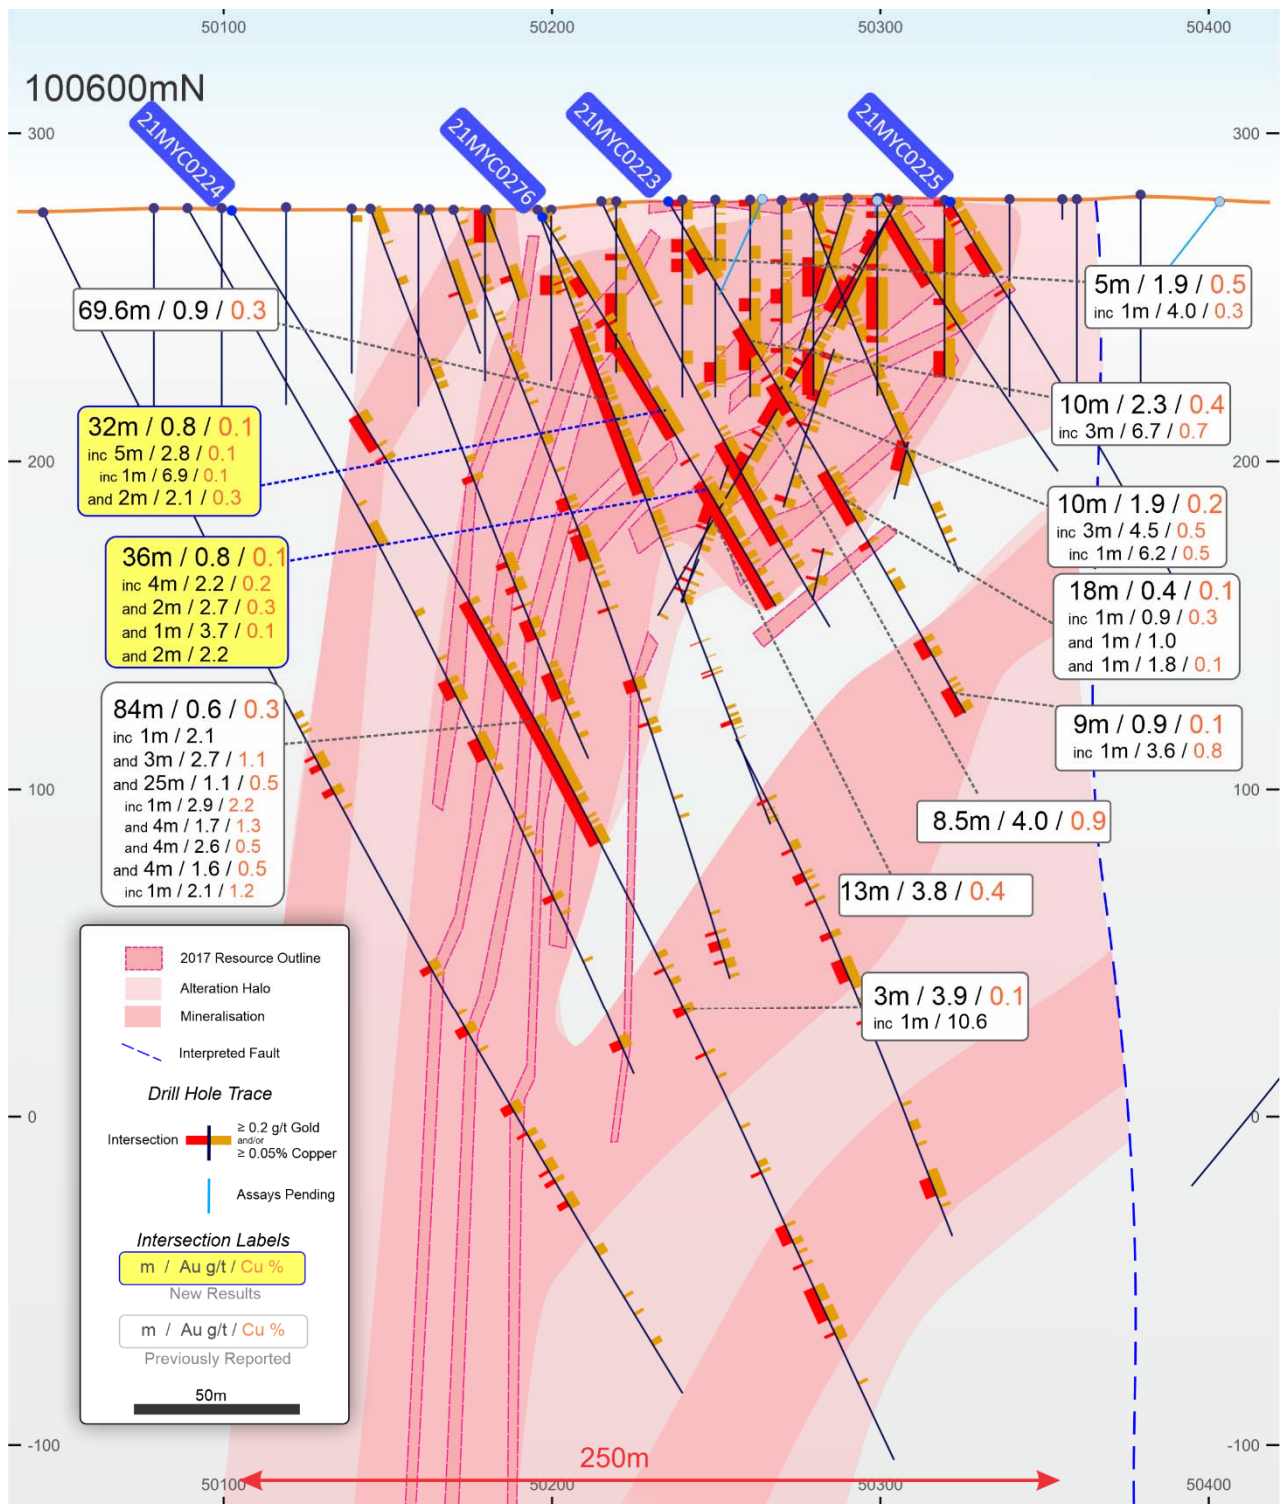 50100
50200
50300
50400
100600mN
300
300
21MYC0224
21MYC0276
21MYC0223
21MYC0225
69.6m / 0.9 / 0.3
5m / 1.9 / 0.5
inc 1m / 4.0 / 0.3
32m / 0.8 / 0.1
inc 5m / 2.8 / 0.1
inc 1m / 6.9 / 0.1
and 2m / 2.1 / 0.3
10m / 2.3 / 0.4
inc 3m / 6.7 / 0.7
200
200
10m / 1.9 / 0.2
inc 3m / 4.5 / 0.5
inc 1m / 6.2 / 0.5
36m / 0.8 / 0.1
inc 4m / 2.2 / 0.2
and 2m / 2.7 / 0.3
and 1m / 3.7 / 0.1
and 2m / 2.2
18m / 0.4 / 0.1
inc 1m / 0.9 / 0.3
and 1m / 1.0
and 1m / 1.8 / 0.1
84m / 0.6 / 0.3
inc 1m / 2.1
and 3m / 2.7 / 1.1
and 25m / 1.1 / 0.5
inc 1m / 2.9 / 2.2
and 4m / 1.7 / 1.3
and 4m / 2.6 / 0.5
and 4m / 1.6 / 0.5
inc 1m / 2.1 / 1.2
9m / 0.9 / 0.1
inc 1m / 3.6 / 0.8
100
100
8.5m / 4.0 / 0.9
13m / 3.8 / 0.4
3m / 3.9 / 0.1
inc 1m / 10.6
2017 Resource Outline
Alteration Halo
Mineralisation
Interpreted Fault
Drill Hole Trace
Intersection
≥ 0.2 g/t Gold
and/or
≥ 0.05% Copper
Assays Pending
Intersection Labels
m / Au g/t / Cu %
New Results
m / Au g/t / Cu %
Previously Reported
50m
0
0
-100
-100
250m
50100
50200
50300
50400